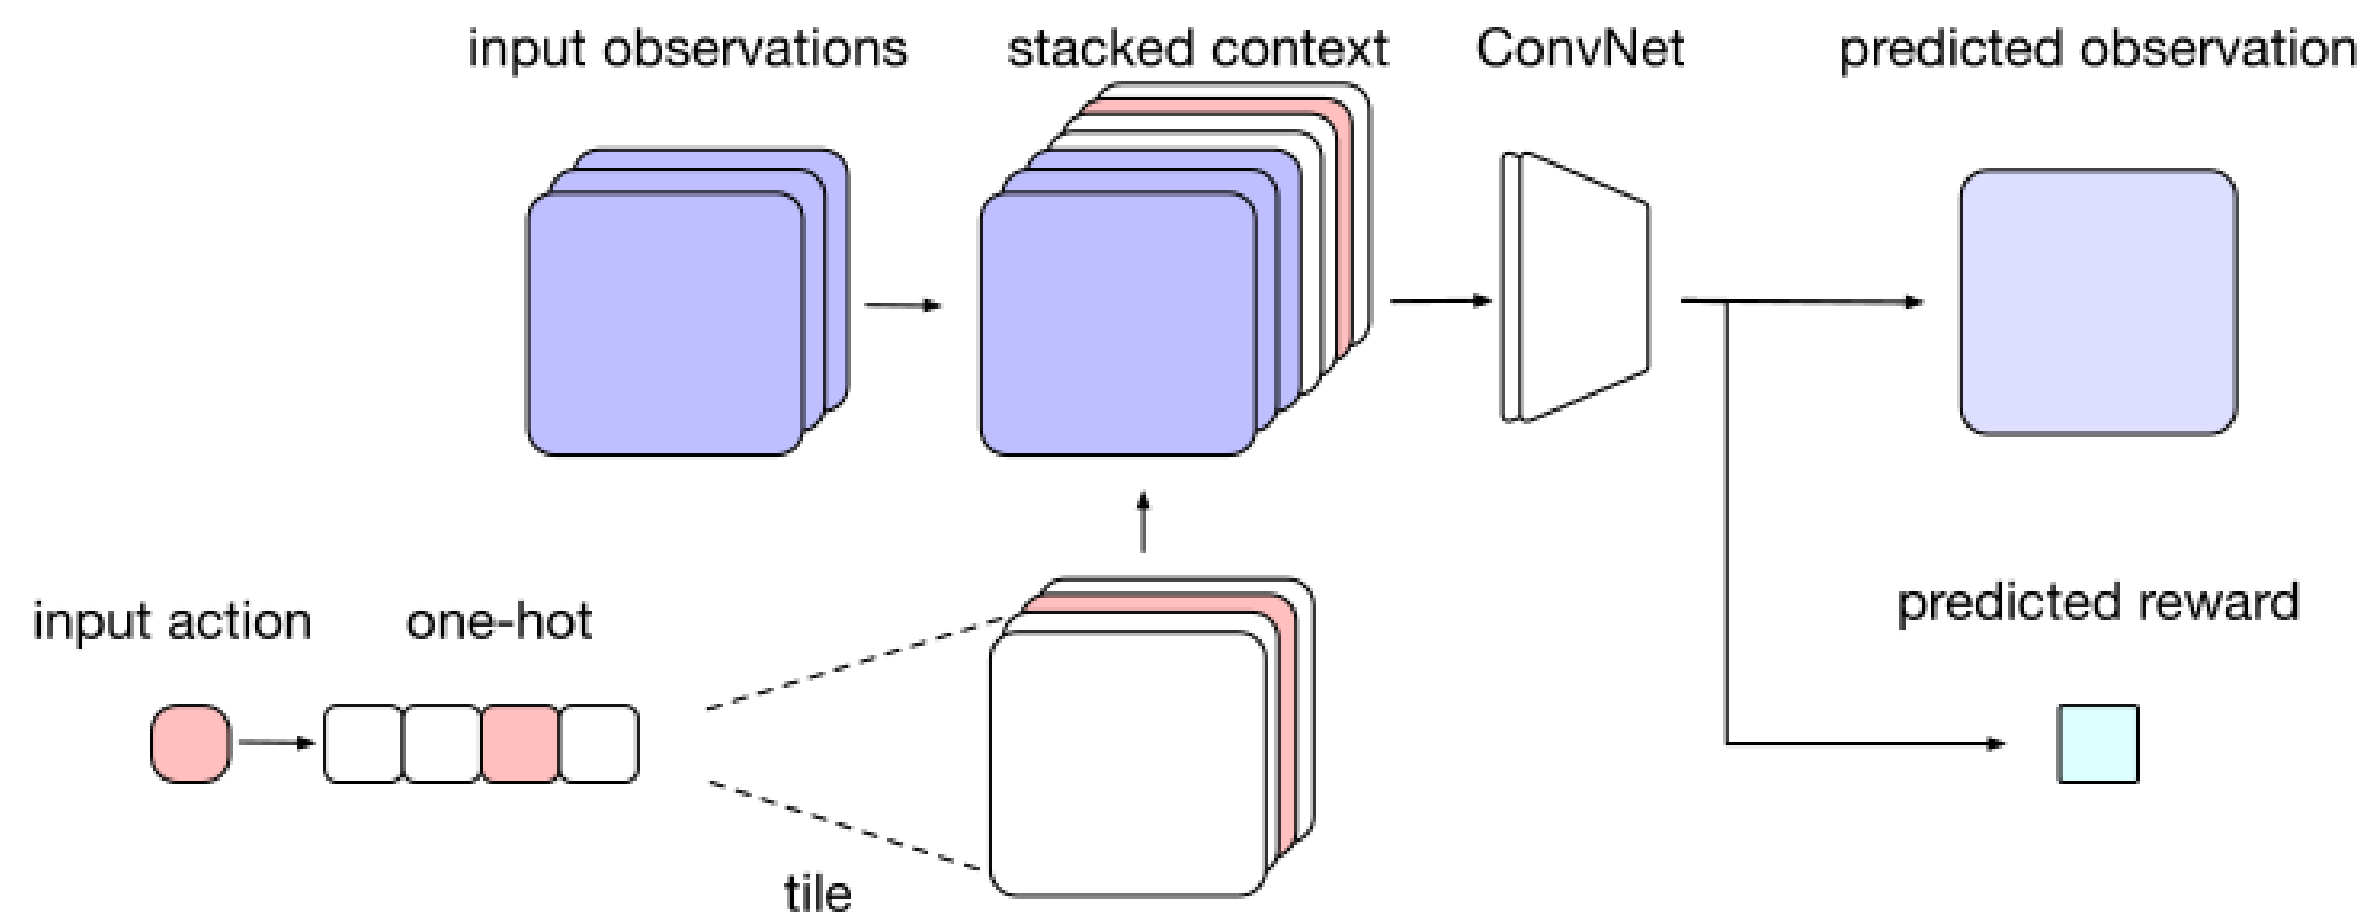 input observations
stacked context
ConvNet
predicted observation
input action
one-hot
predicted reward
tile